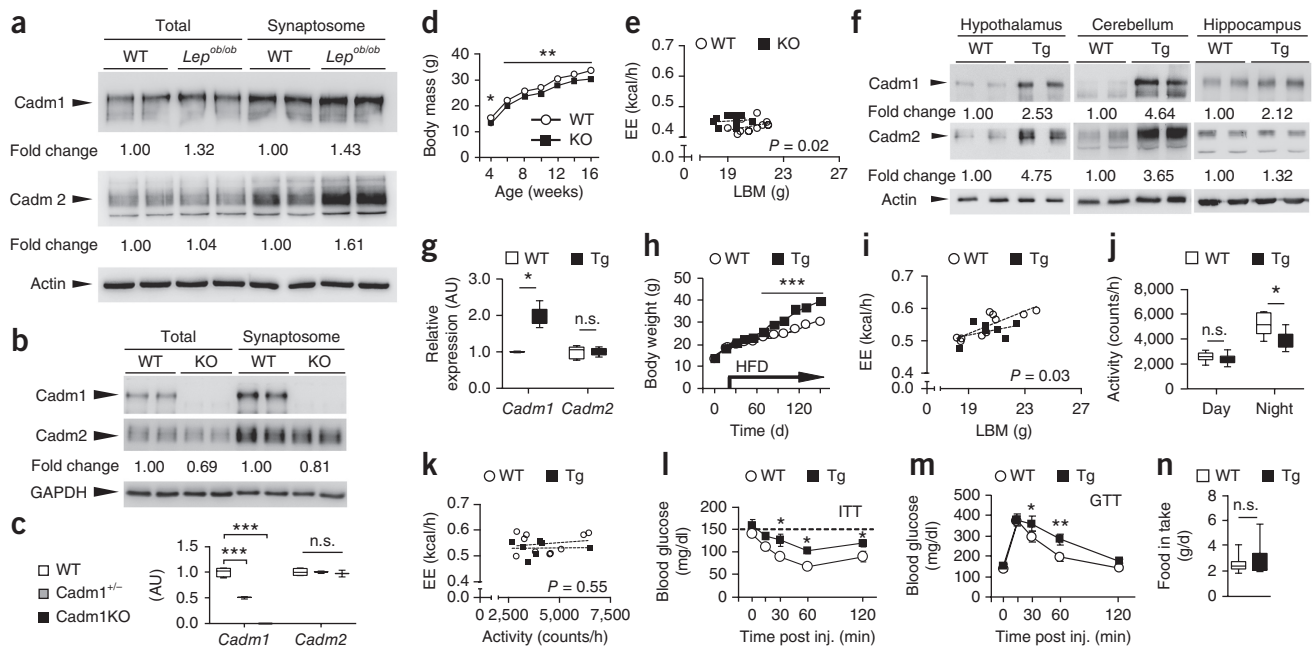 a
Total Synaptosome
WT Lep^ob/ob WT Lep^ob/ob
Cadm1
Fold change 1.00 1.32 1.00 1.43
Cadm 2
Fold change 1.00 1.04 1.00 1.61
Actin
b
Total Synaptosome
WT KO WT KO
Cadm1
Cadm2
Fold change 1.00 0.69 1.00 0.81
GAPDH
c
WT
Cadm1^+/–
Cadm1KO
(AU)
1.5
1.0
0.5
0.0
*** *** n.s.
Cadm1 Cadm2
d
Body mass (g)
40
30
20
10
0
* **
WT
KO
4 8 12 16
Age (weeks)
e
WT KO
EE (kcal/h)
0.7
0.6
0.5
0.4
0.0
P = 0.02
0 19 23 27
LBM (g)
f
Hypothalamus Cerebellum Hippocampus
WT Tg WT Tg WT Tg
Cadm1
Fold change 1.00 2.53 1.00 4.64 1.00 2.12
Cadm2
Fold change 1.00 4.75 1.00 3.65 1.00 1.32
Actin
g
WT Tg
Relative
expression (AU)
3.0
2.0
1.0
0.0
* n.s.
Cadm1 Cadm2
h
WT Tg
Body weight (g)
50
40
30
20
10
0
***
HFD
0 60 120
Time (d)
i
WT Tg
EE (kcal/h)
0.7
0.6
0.5
0.4
0.0
P = 0.03
0 19 23 27
LBM (g)
j
WT Tg
Activity (counts/h)
8,000
6,000
4,000
2,000
0
n.s. *
Day Night
k
WT Tg
EE (kcal/h)
0.7
0.6
0.5
0.4
0.0
P = 0.55
0 2,500 5,000 7,500
Activity (counts/h)
l
WT Tg
ITT
Blood glucose
(mg/dl)
200
150
100
50
0
* * *
0 30 60 120
Time post inj. (min)
m
WT Tg
GTT
Blood glucose
(mg/dl)
500
400
300
200
100
0
* **
0 30 60 120
Time post inj. (min)
n
WT
Tg
n.s.
Food in take
(g/d)
8
6
4
2
0